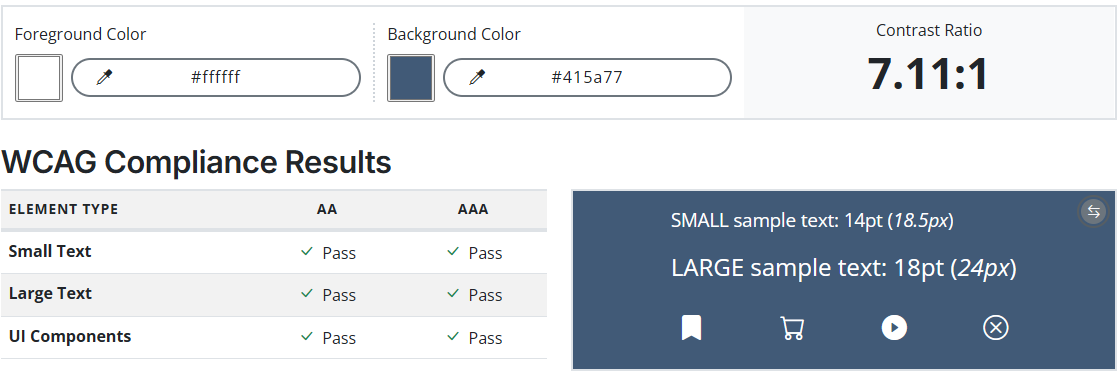 Foreground Color
#ffffff
Background Color
#415a77
Contrast Ratio
7.11:1
WCAG Compliance Results
ELEMENT TYPE AA AAA
Small Text Pass Pass
Large Text Pass Pass
UI Components Pass Pass
SMALL sample text: 14pt (18.5px)
LARGE sample text: 18pt (24px)